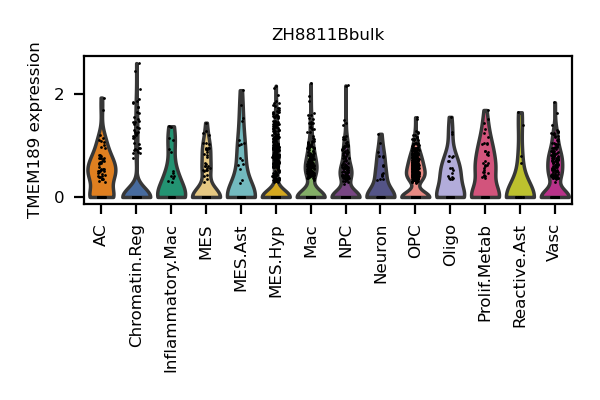 ZH8811Bbulk
TMEM189 expression
2
0
AC
Chromatin.Reg
Inflammatory.Mac
MES
MES.Ast
MES.Hyp
Mac
NPC
Neuron
OPC
Oligo
Prolif.Metab
Reactive.Ast
Vasc